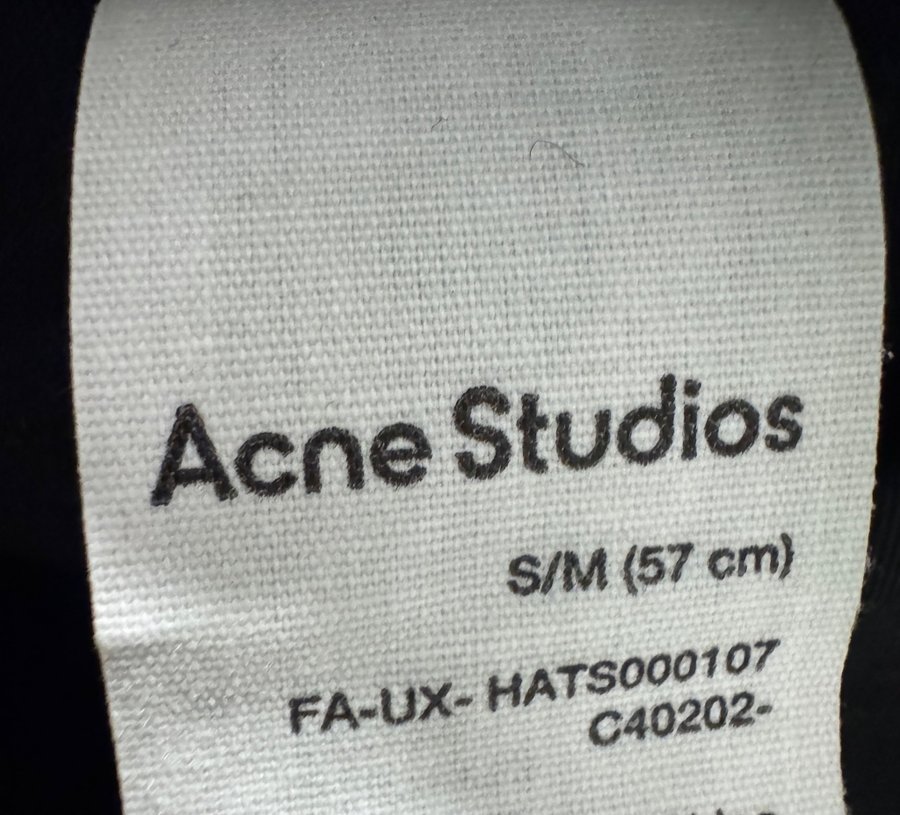 Acne Studios
S/M (57 cm)
FA-UX- HATS000107
C40202-